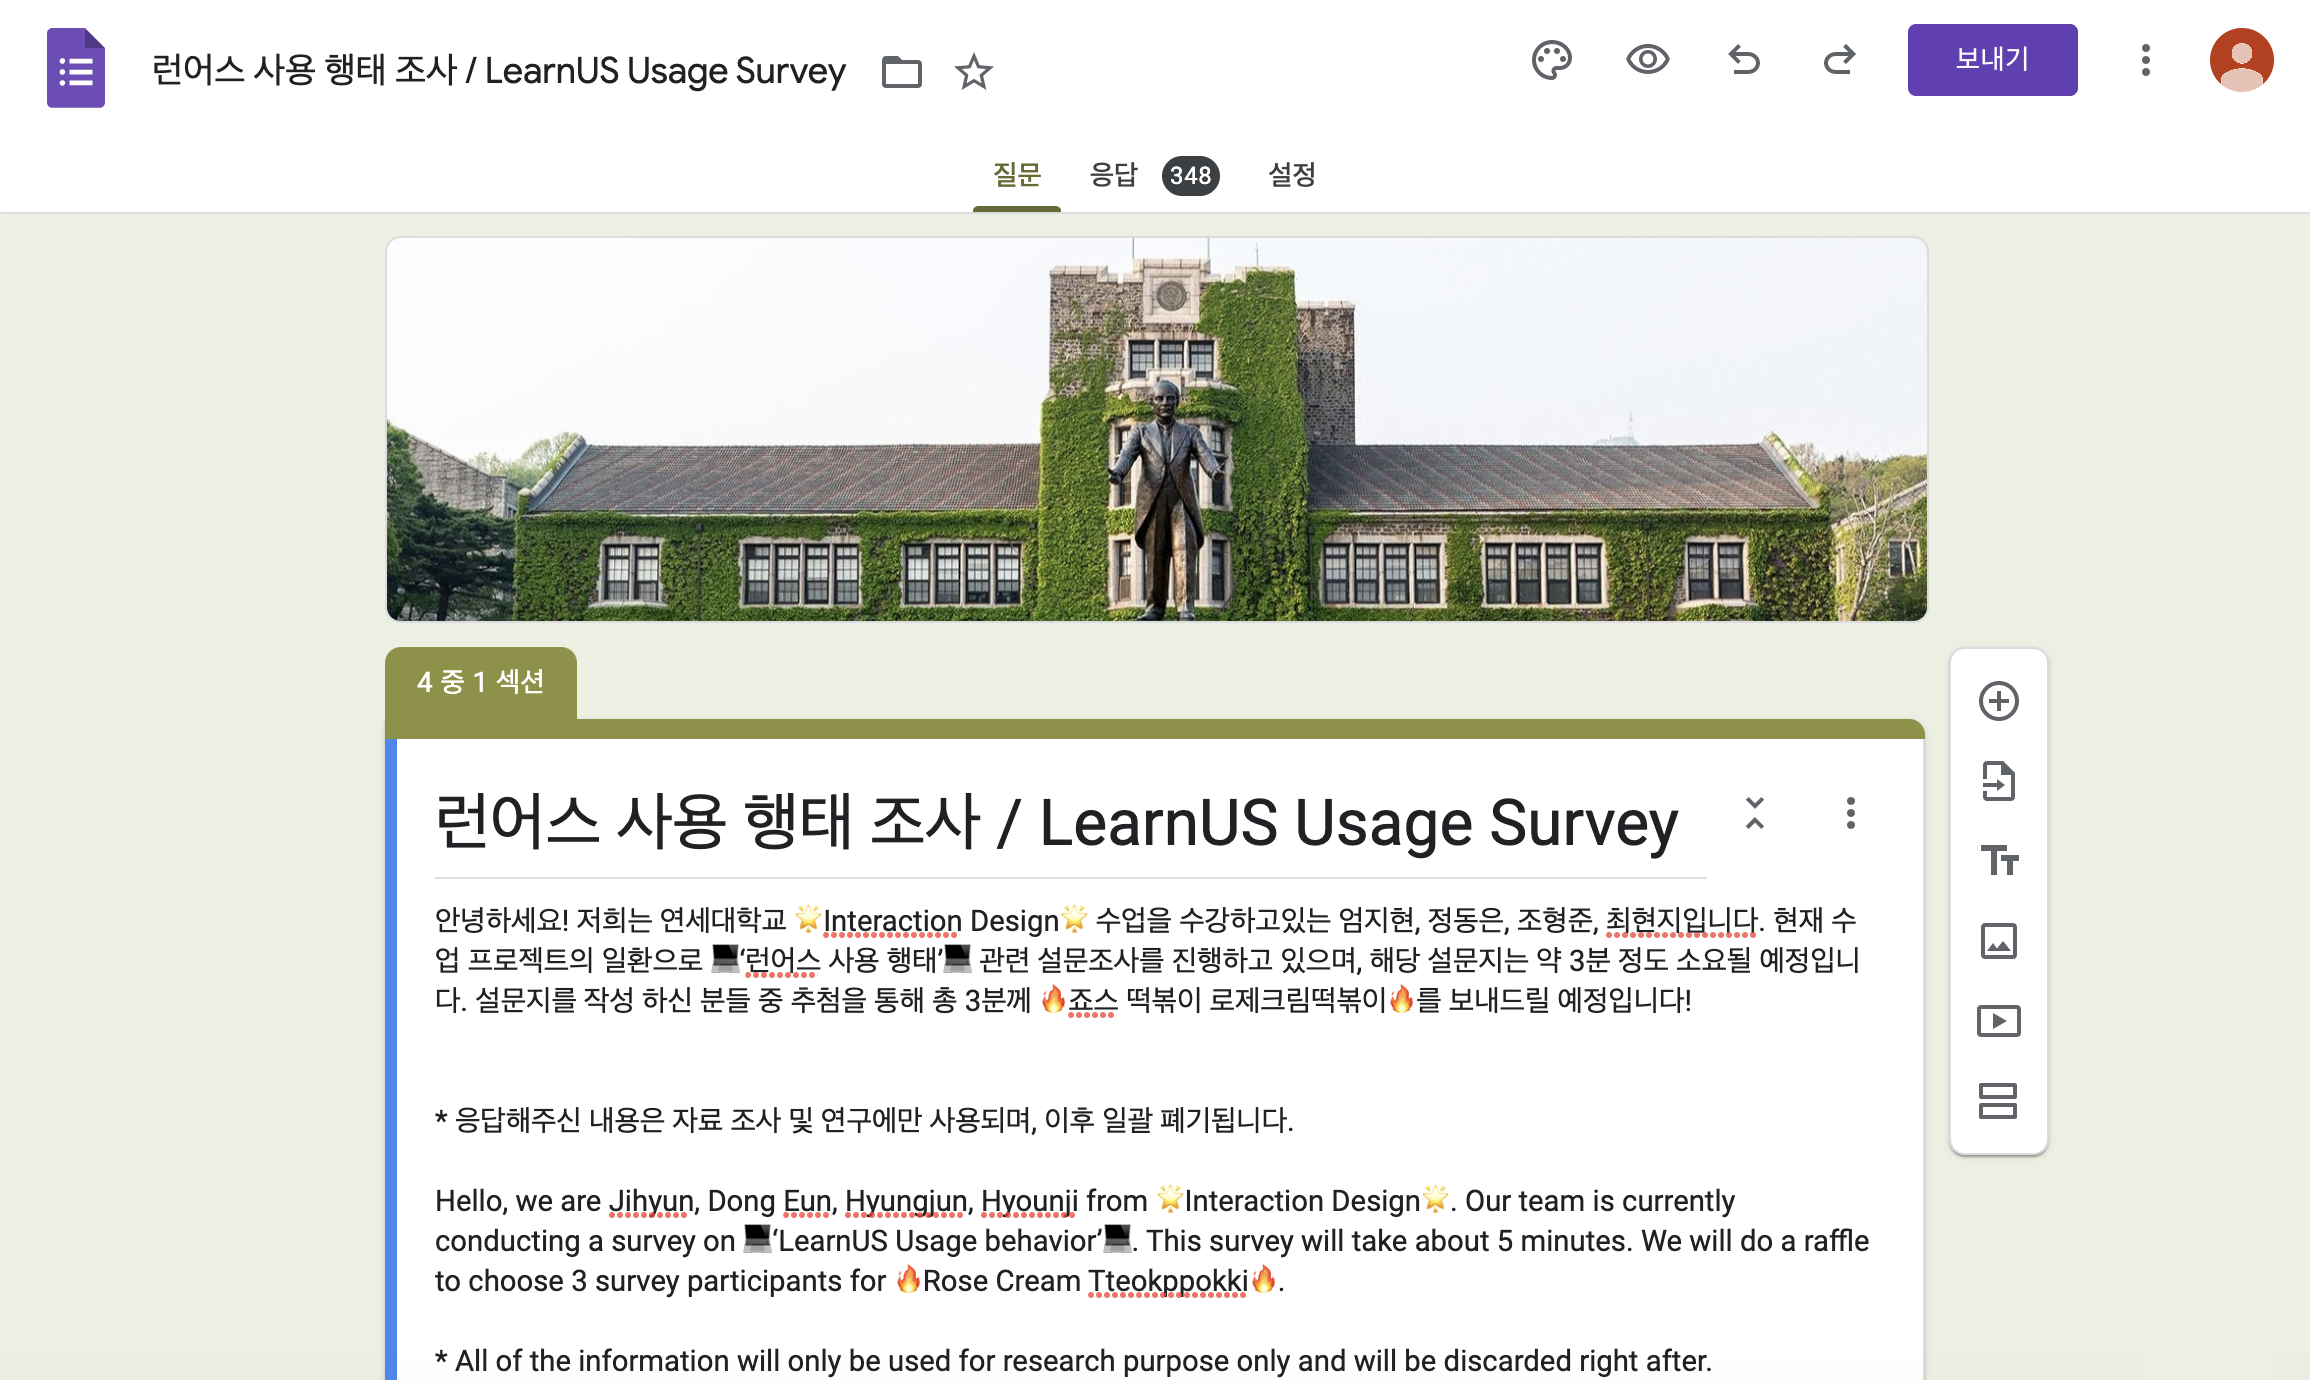 런어스 사용 행태 조사 / LearnUS Usage Survey
보내기
질문
응답 348
설정
4 중 1 섹션
런어스 사용 행태 조사 / LearnUS Usage Survey
안녕하세요! 저희는 연세대학교 🌟Interaction Design🌟 수업을 수강하고있는 엄지현, 정동은, 조형준, 최현지입니다. 현재 수
업 프로젝트의 일환으로 💻‘런어스 사용 행태’💻 관련 설문조사를 진행하고 있으며, 해당 설문지는 약 3분 정도 소요될 예정입니
다. 설문지를 작성 하신 분들 중 추첨을 통해 총 3분께 🔥죠스 떡볶이 로제크림떡볶이🔥를 보내드릴 예정입니다!
* 응답해주신 내용은 자료 조사 및 연구에만 사용되며, 이후 일괄 폐기됩니다.
Hello, we are Jihyun, Dong Eun, Hyungjun, Hyounji from 🌟Interaction Design🌟. Our team is currently
conducting a survey on 💻‘LearnUS Usage behavior’💻. This survey will take about 5 minutes. We will do a raffle
to choose 3 survey participants for 🔥Rose Cream Tteokppokki🔥.
* All of the information will only be used for research purpose only and will be discarded right after.